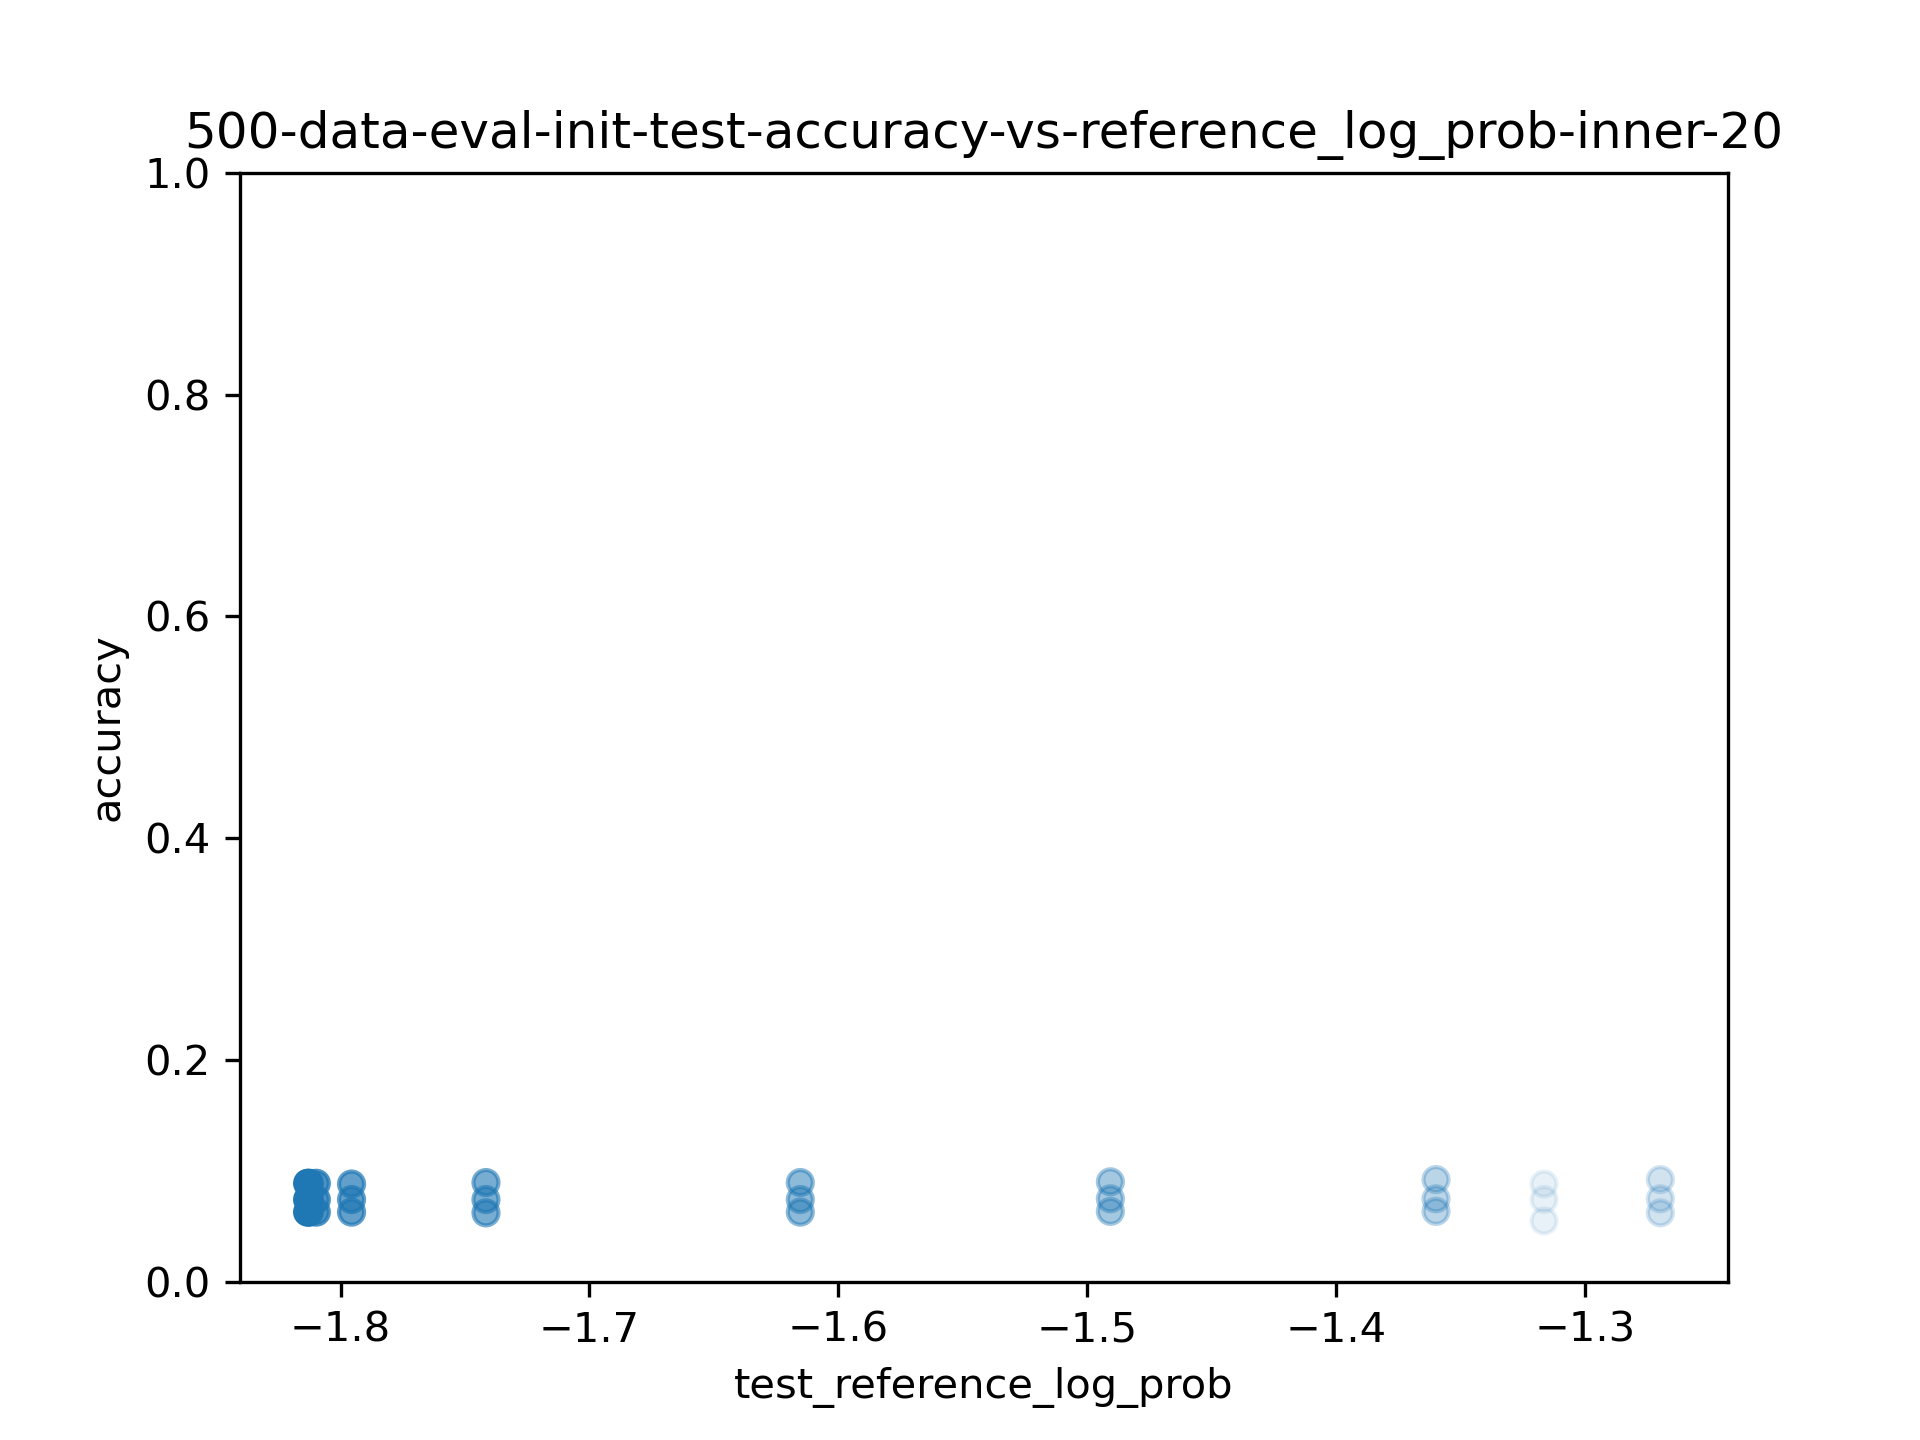 500-data-eval-init-test-accuracy-vs-reference_log_prob-inner-20
1.0
0.8
0.6
0.4
0.2
0.0
accuracy
−1.8 −1.7 −1.6 −1.5 −1.4 −1.3
test_reference_log_prob